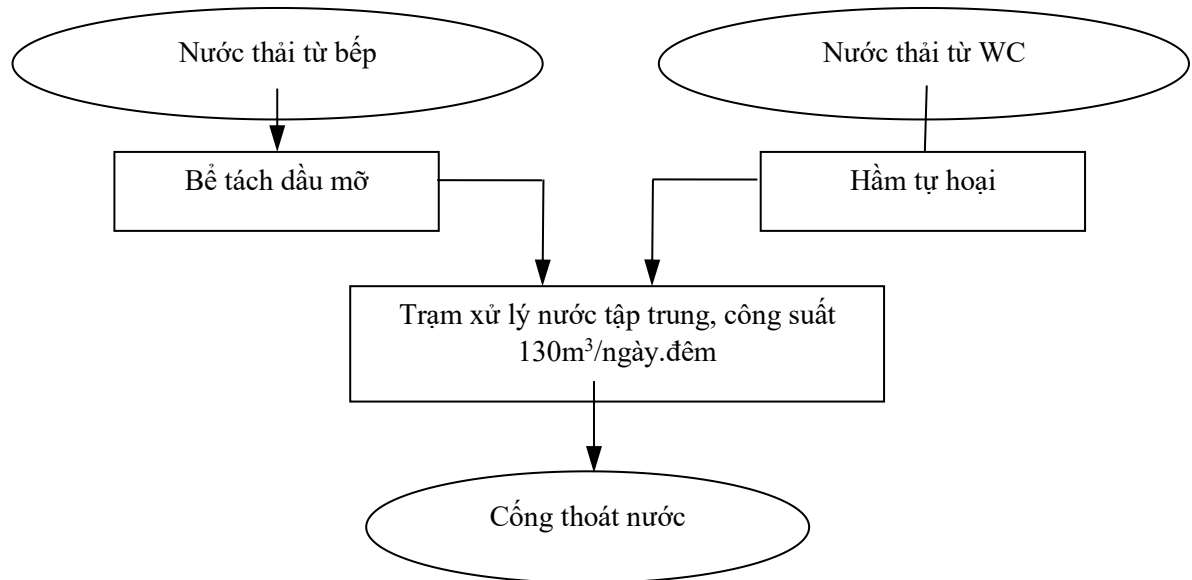 Nước thải từ bếp
Nước thải từ WC
Bể tách dầu mỡ
Hầm tự hoại
Trạm xử lý nước tập trung, công suất
130m³/ngày.đêm
Cống thoát nước